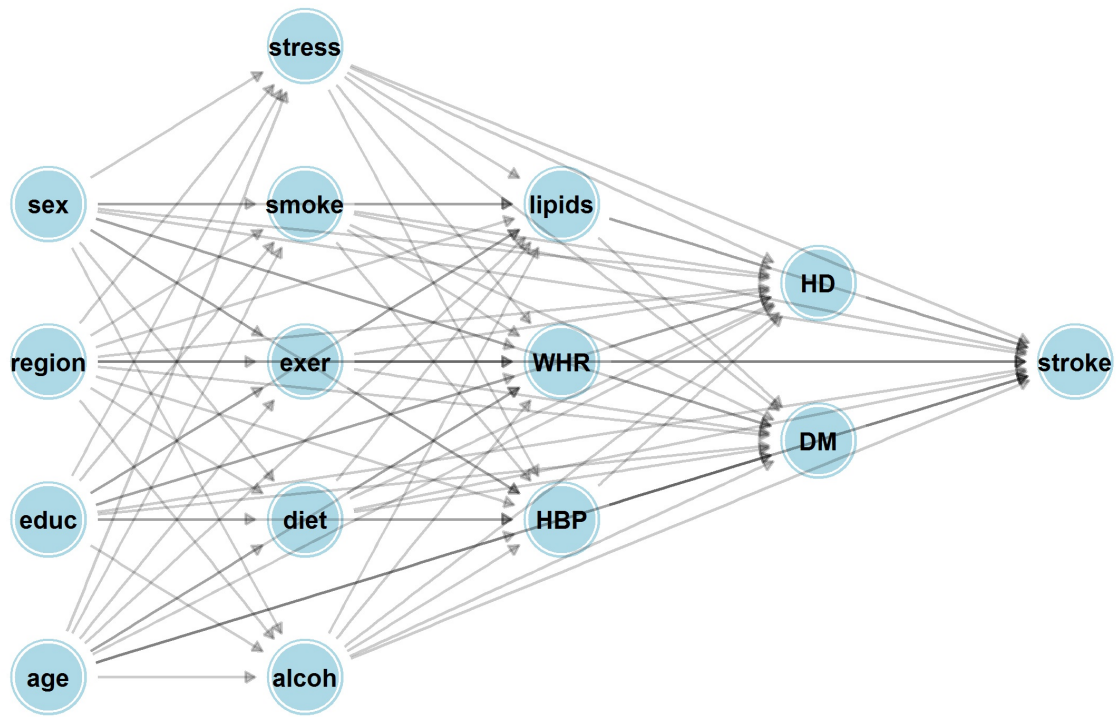 stress
sex
smoke
lipids
HD
region
exer
WHR
stroke
DM
educ
diet
HBP
age
alcoh